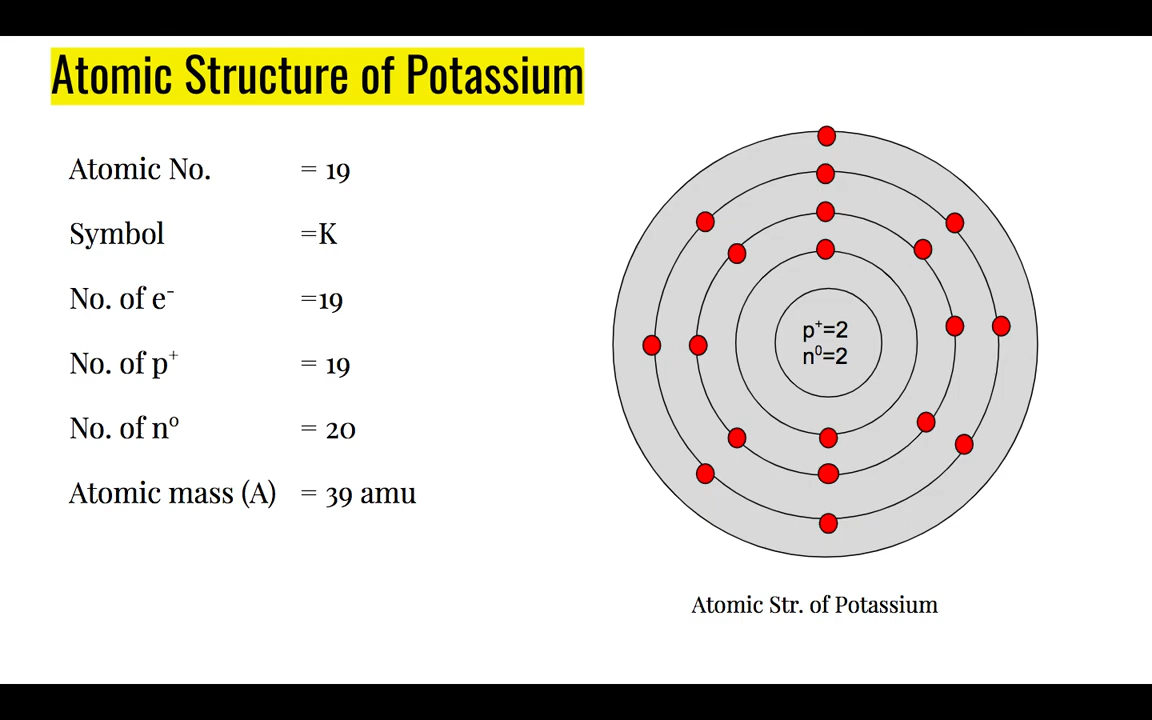 Atomic Structure of Potassium
Atomic No. = 19
Symbol =K
No. of e⁻ =19
No. of p⁺ = 19
No. of n⁰ = 20
Atomic mass (A) = 39 amu
p⁺=2
n⁰=2
Atomic Str. of Potassium